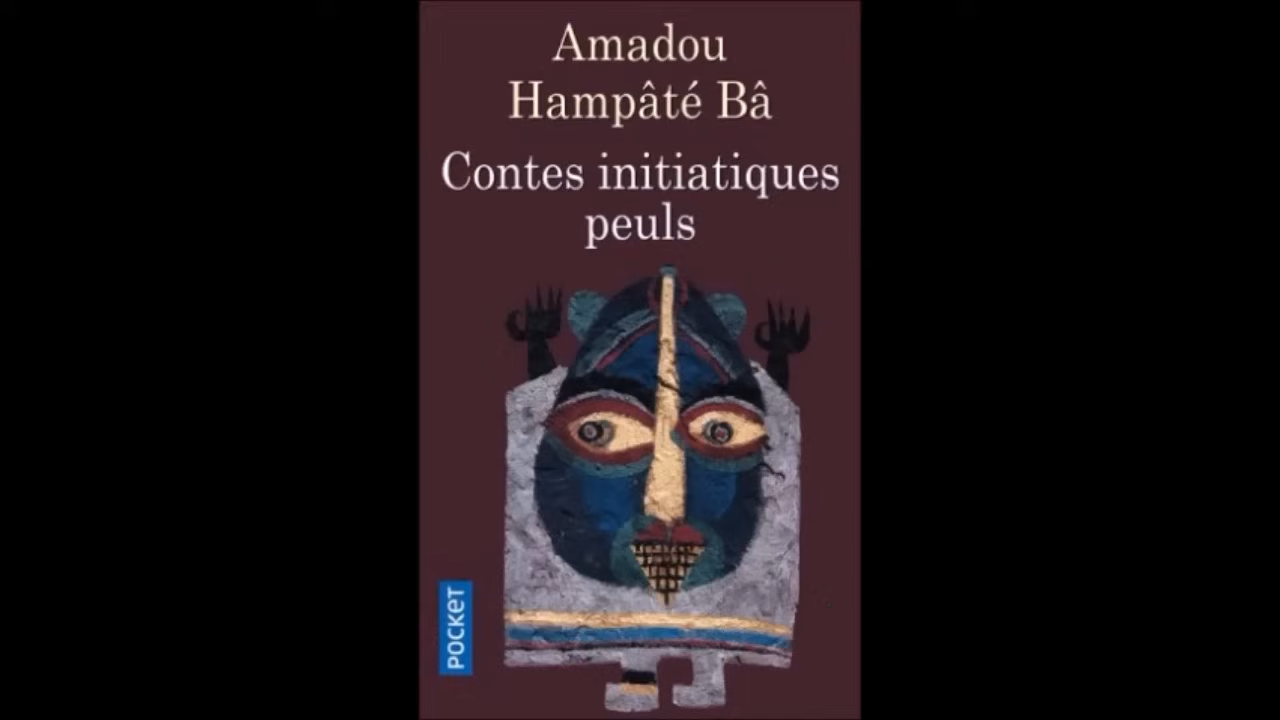 Amadou
Hampâté Bâ
Contes initiatiques
peuls
POCKET